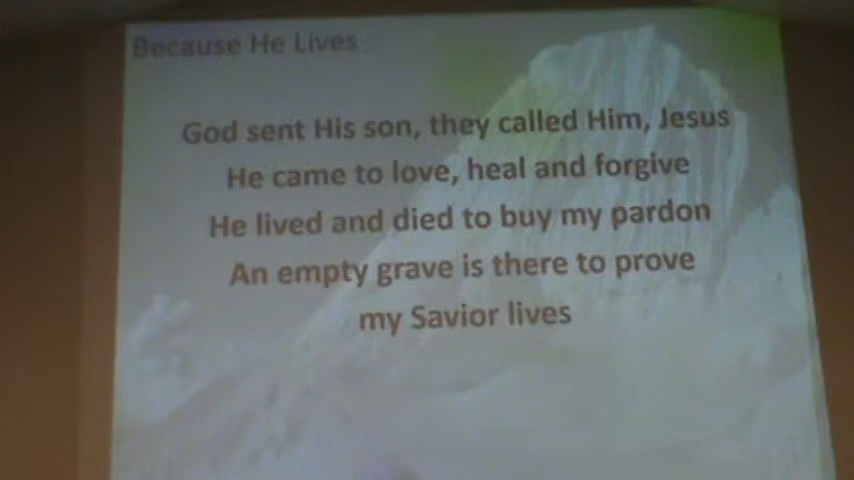 Because He Lives
God sent His son, they called Him, Jesus
He came to love, heal and forgive
He lived and died to buy my pardon
An empty grave is there to prove
my Savior lives